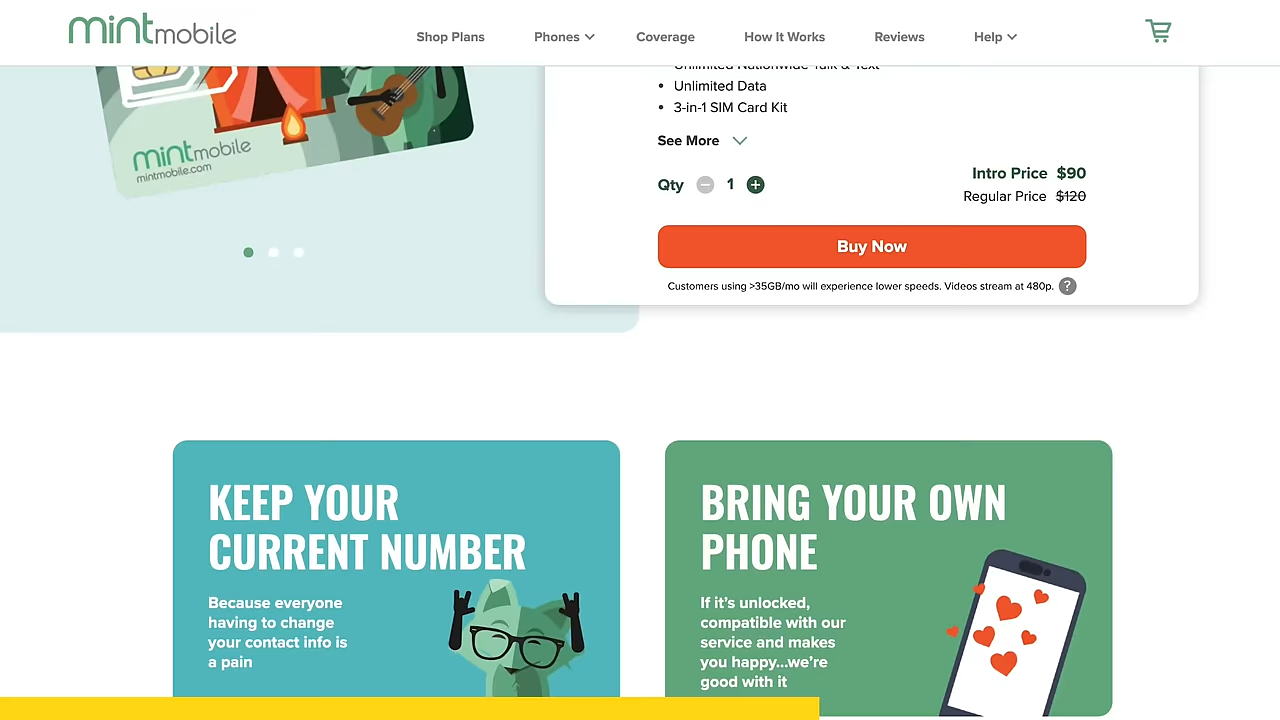 mintmobile
Shop Plans
Phones
Coverage
How It Works
Reviews
Help
Unlimited Nationwide Talk & Text
• Unlimited Data
• 3-in-1 SIM Card Kit
See More
Qty
1
Intro Price $90
Regular Price $120
Buy Now
Customers using >35GB/mo will experience lower speeds. Videos stream at 480p. ?
mintmobile
mintmobile.com
KEEP YOUR
CURRENT NUMBER
Because everyone
having to change
your contact info is
a pain
BRING YOUR OWN
PHONE
If it's unlocked,
compatible with our
service and makes
you happy...we're
good with it